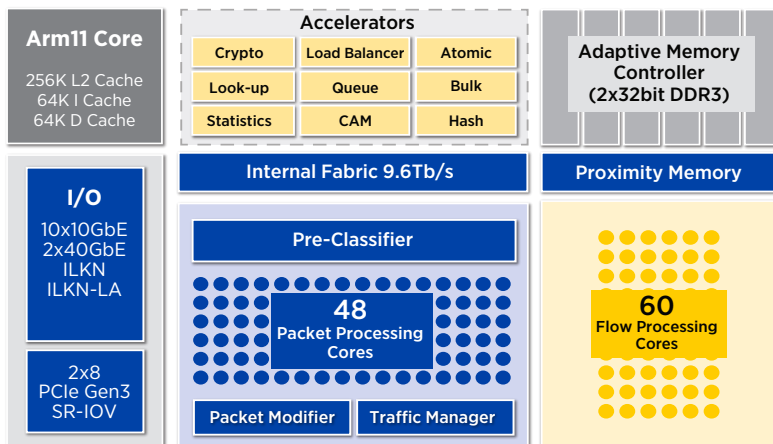 Arm11 Core
256K L2 Cache
64K I Cache
64K D Cache
Accelerators
Crypto
Load Balancer
Atomic
Look-up
Queue
Bulk
Statistics
CAM
Hash
Adaptive Memory
Controller
(2x32bit DDR3)
I/O
10x10GbE
2x40GbE
ILKN
ILKN-LA
2x8
PCIe Gen3
SR-IOV
Internal Fabric 9.6Tb/s
Pre-Classifier
48
Packet Processing
Cores
Packet Modifier
Traffic Manager
Proximity Memory
60
Flow Processing
Cores